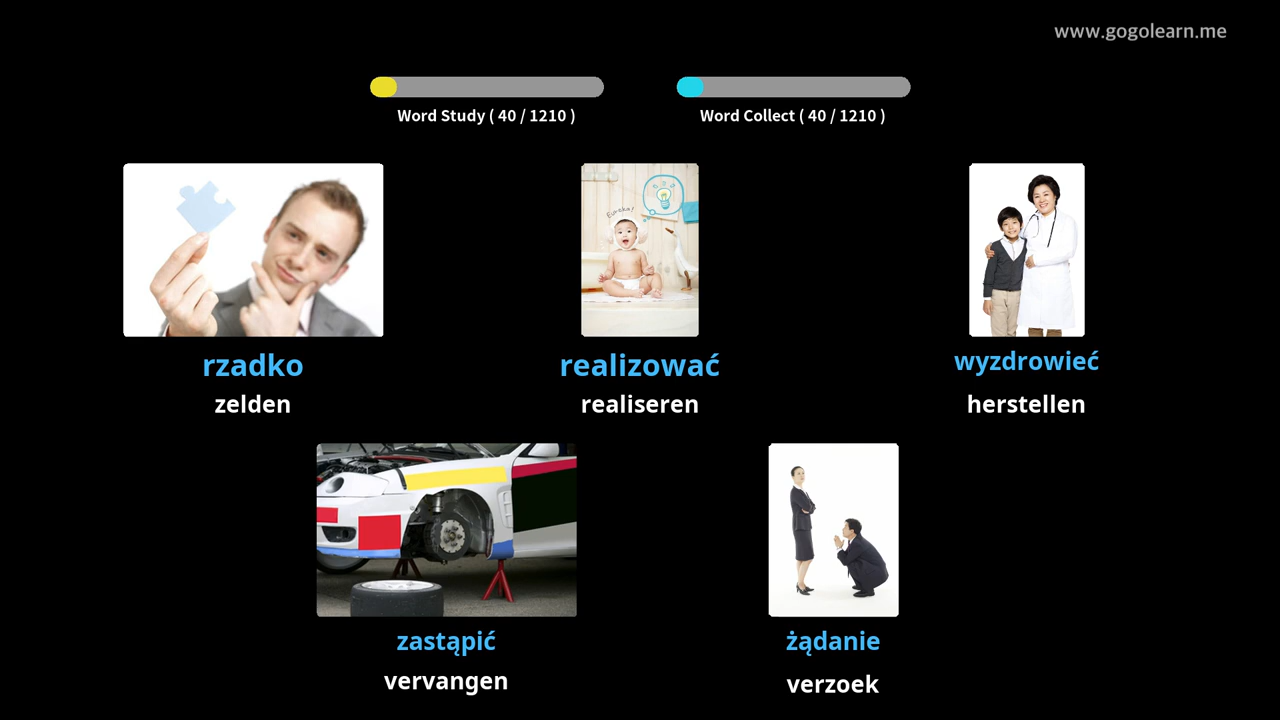 www.gogolearn.me
Word Study ( 40 / 1210 )
Word Collect ( 40 / 1210 )
Eureka!
rzadko
realizować
wyzdrowieć
zelden
realiseren
herstellen
zastąpić
żądanie
vervangen
verzoek